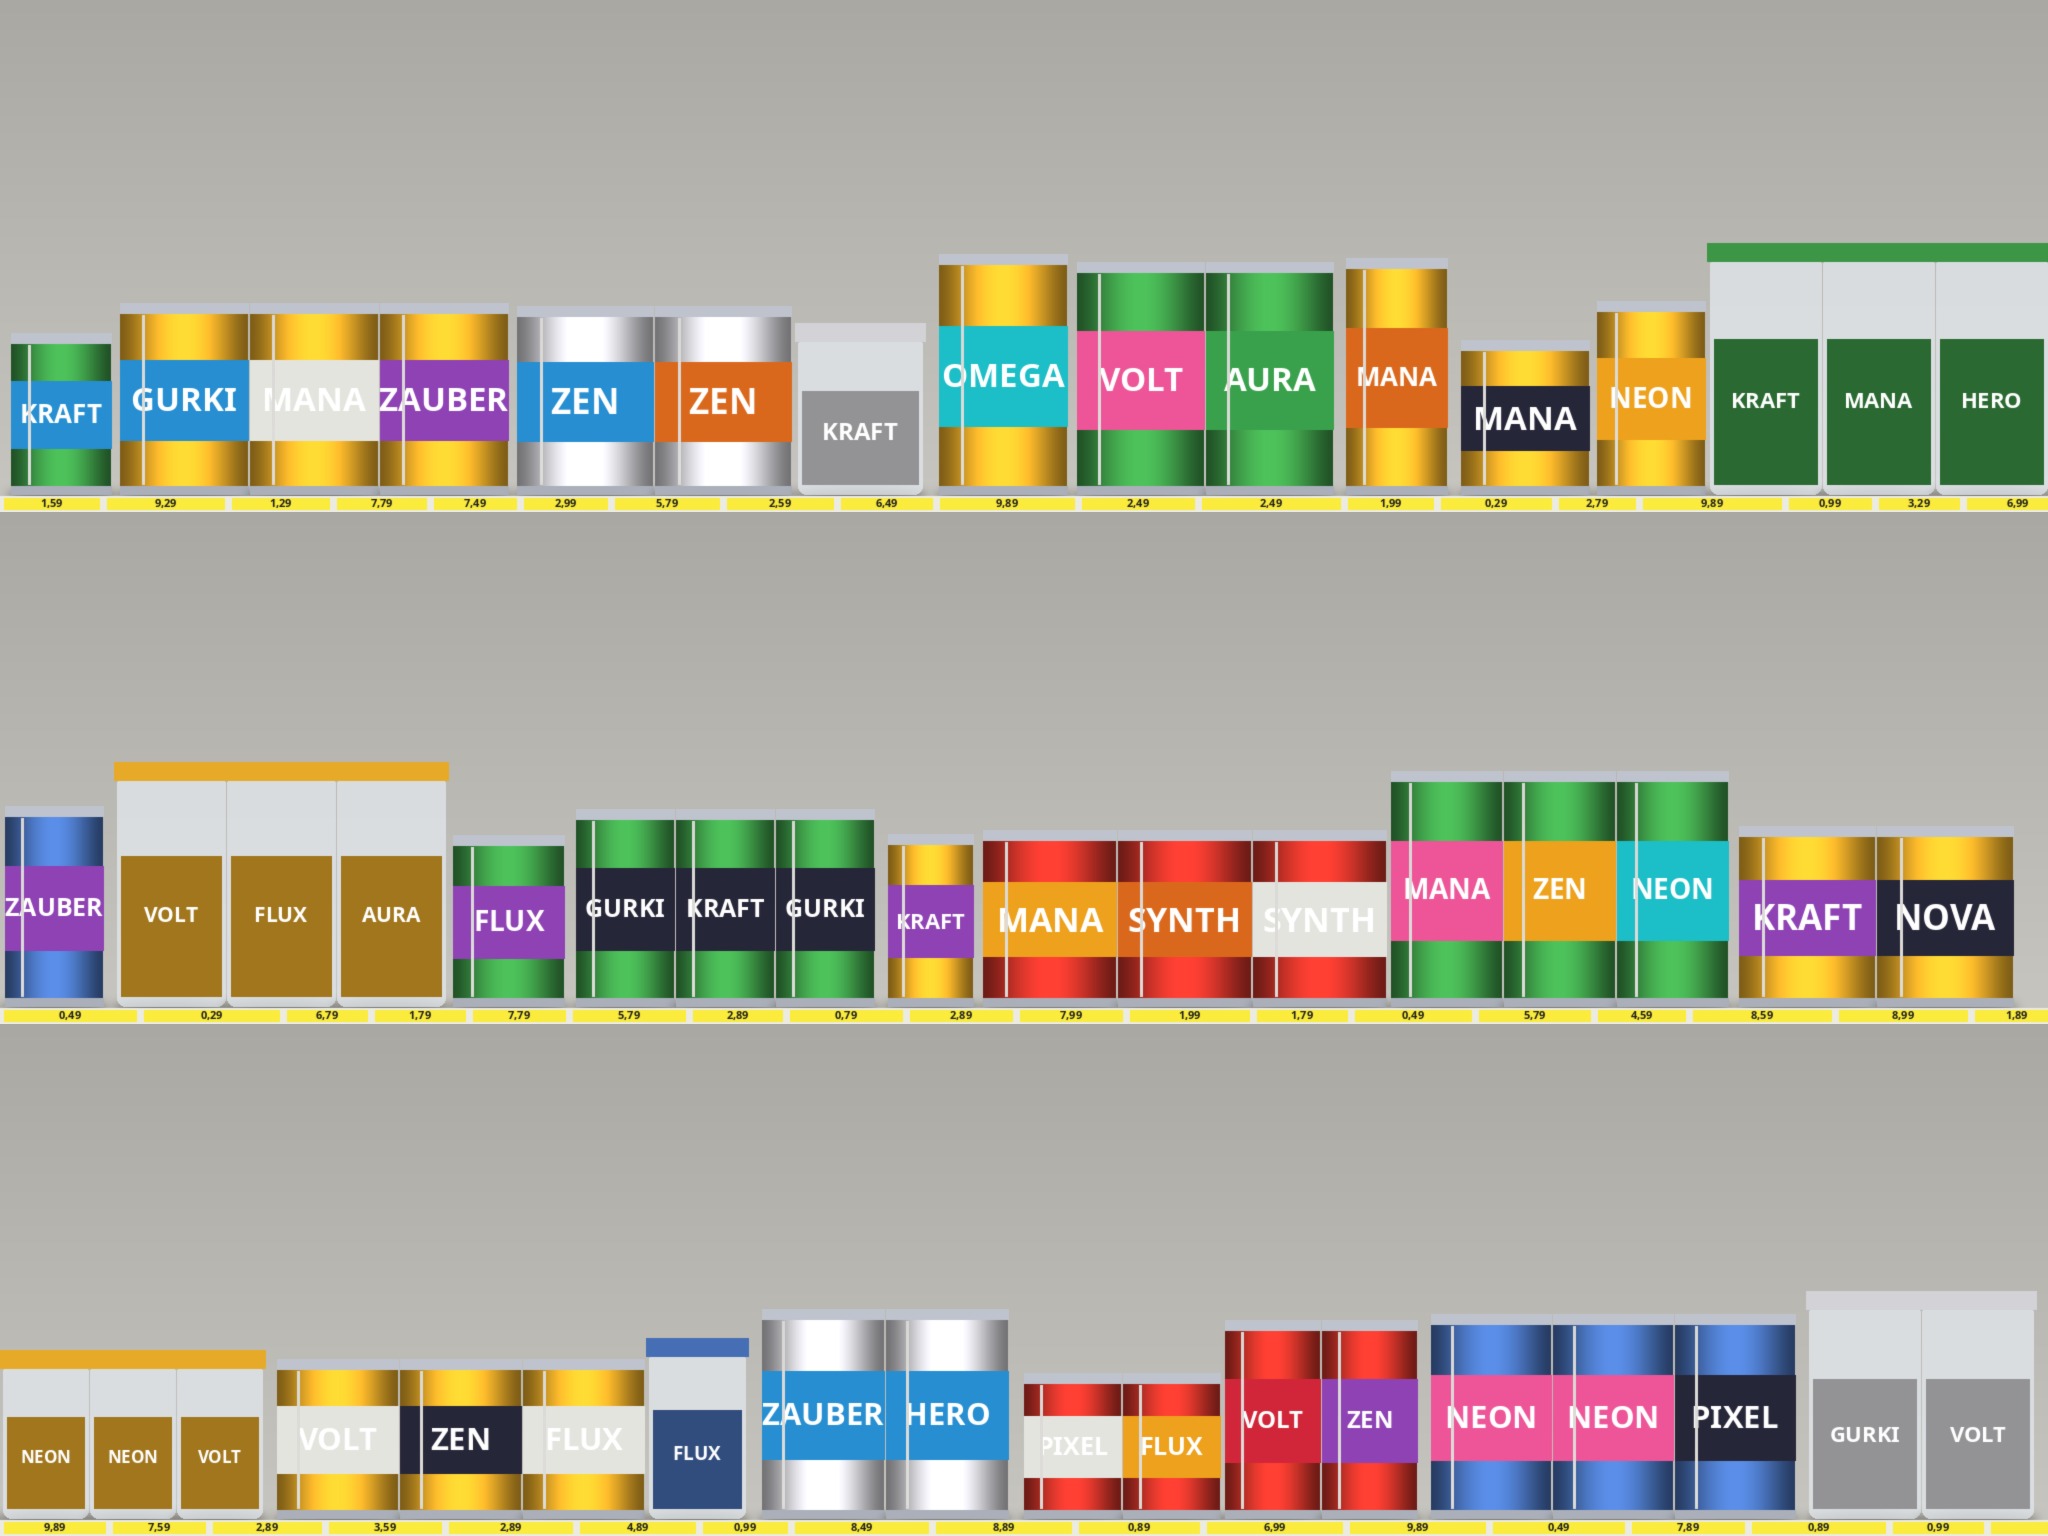 KRAFT GURKI MANA ZAUBER ZEN ZEN KRAFT OMEGA VOLT AURA MANA MANA NEON KRAFT MANA HERO
1,59 9,29 1,29 7,79 7,49 2,99 5,79 2,59 6,49 9,89 2,49 2,49 1,99 0,29 2,79 9,89 0,99 3,29 6,99
ZAUBER VOLT FLUX AURA FLUX GURKI KRAFT GURKI KRAFT MANA SYNTH SYNTH MANA ZEN NEON KRAFT NOVA
0,49 0,29 6,79 1,79 7,79 5,79 2,89 0,79 2,89 7,99 1,99 1,79 0,49 5,79 4,59 8,59 8,99 1,89
NEON NEON VOLT VOLT ZEN FLUX FLUX ZAUBER HERO PIXEL FLUX VOLT ZEN NEON NEON PIXEL GURKI VOLT
9,89 7,59 2,89 3,59 2,89 4,89 0,99 8,49 8,89 0,89 6,99 9,89 0,49 7,89 0,89 0,99